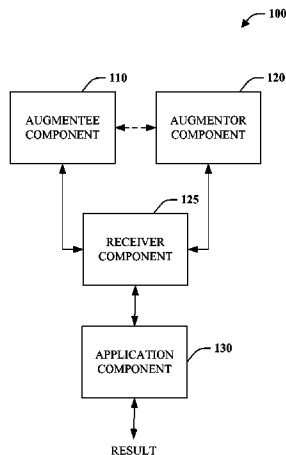 100
110
120
AUGMENTEE
COMPONENT
AUGMENTOR
COMPONENT
125
RECEIVER
COMPONENT
APPLICATION
COMPONENT
130
RESULT